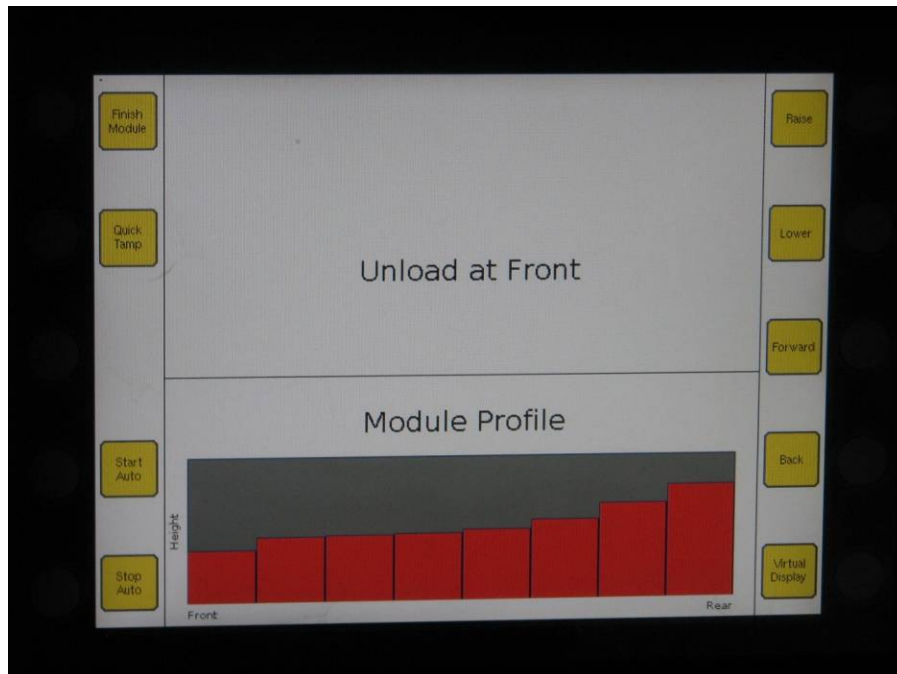 Finish
Module
Quick
Tamp
Start
Auto
Stop
Auto
Unload at Front
Module Profile
Height
Front
Rear
Raise
Lower
Forward
Back
Virtual
Display